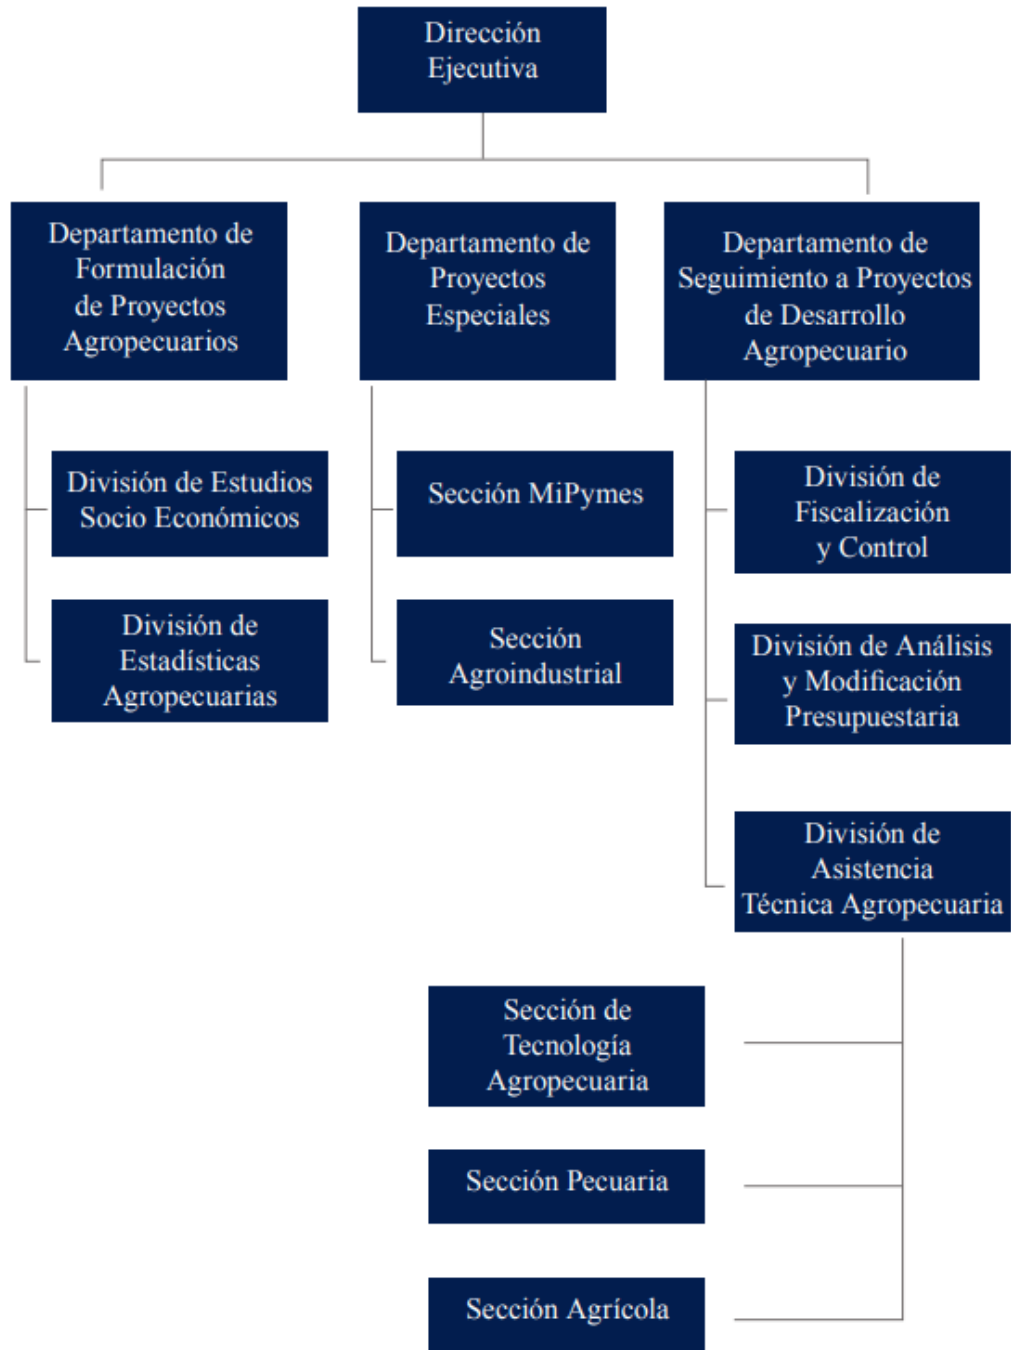 Dirección
Ejecutiva
Departamento de
Formulación
de Proyectos
Agropecuarios
Departamento de
Proyectos
Especiales
Departamento de
Seguimiento a Proyectos
de Desarrollo
Agropecuario
División de Estudios
Socio Económicos
División de
Estadísticas
Agropecuarias
Sección MiPymes
Sección
Agroindustrial
División de
Fiscalización
y Control
División de Análisis
y Modificación
Presupuestaria
División de
Asistencia
Técnica Agropecuaria
Sección de
Tecnología
Agropecuaria
Sección Pecuaria
Sección Agrícola